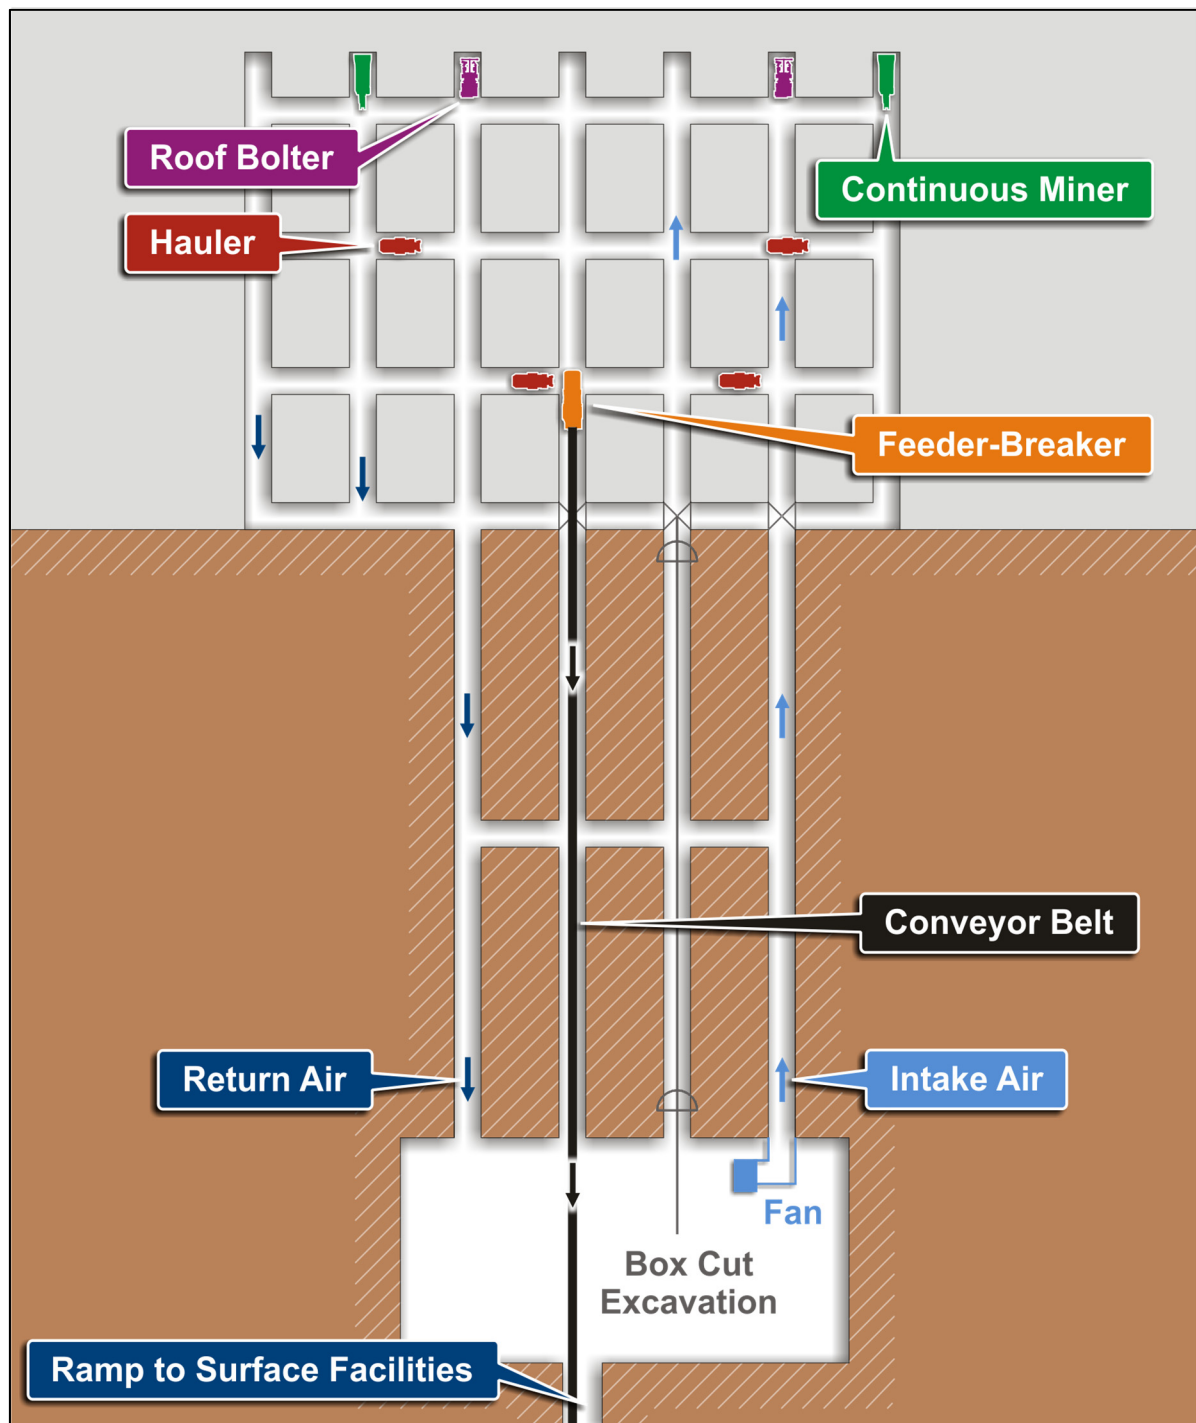 Roof Bolter
Continuous Miner
Hauler
Feeder-Breaker
Conveyor Belt
Return Air
Intake Air
Fan
Box Cut
Excavation
Ramp to Surface Facilities